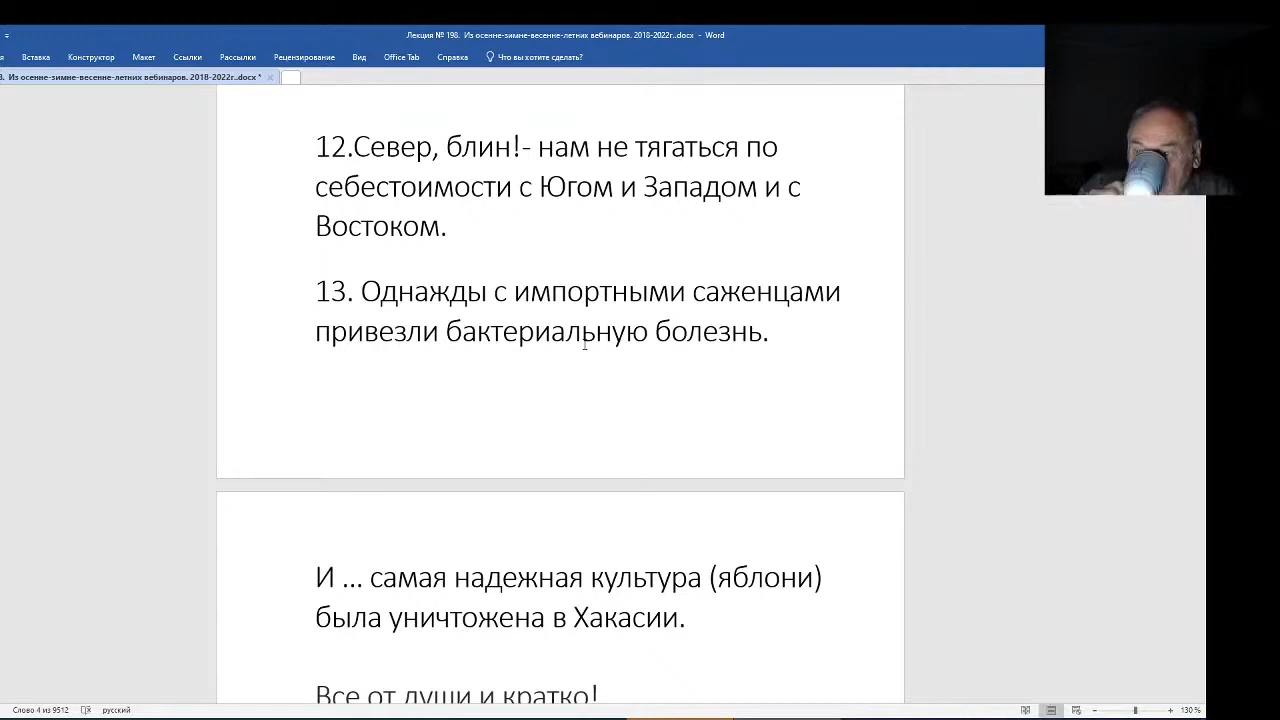 Лекция № 198. Из осенне-зимне-весенне-летних вебинаров. 2018-2022г..docx - Word
я Вставка Конструктор Макет Ссылки Рассылки Рецензирование Вид Office Tab Справка Что вы хотите сделать?
8. Из осенне-зимне-весенне-летних вебинаров. 2018-2022г..docx *
12.Север, блин!- нам не тягаться по
себестоимости с Югом и Западом и с
Востоком.
13. Однажды с импортными саженцами
привезли бактериальную болезнь.
И ... самая надежная культура (яблони)
была уничтожена в Хакасии.
Все от души и кратко!
Слово 4 из 9512 русский 130 %